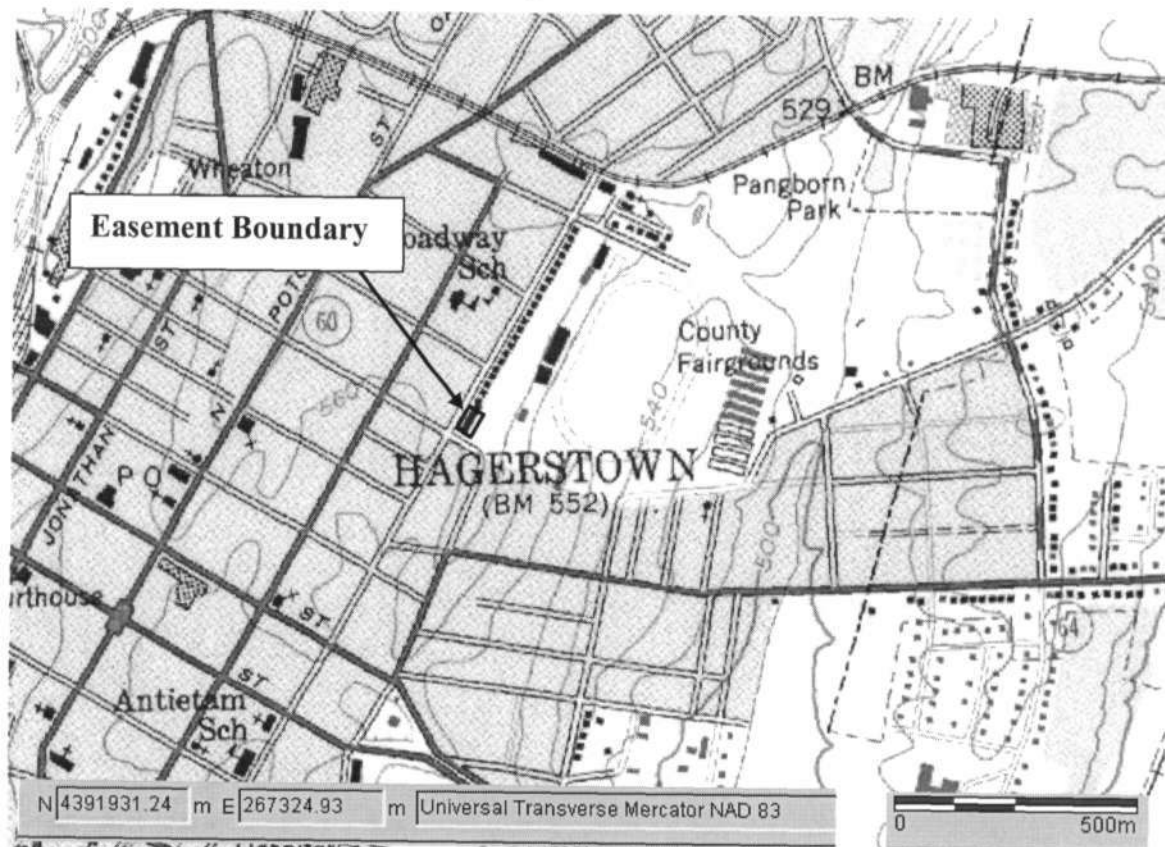 BM
529
Wheaton
Pangborn
Park
ST
Easement Boundary
oadway
Sch
ST
POTO
N
60
560
County
Fairgrounds
540
540
JONATHAN
P O
HAGERSTOWN
(BM 552)
500
urthouse
ST
ST
64
Antietam
Sch
N 4391931.24 m E 267324.93 m Universal Transverse Mercator NAD 83
0 500m